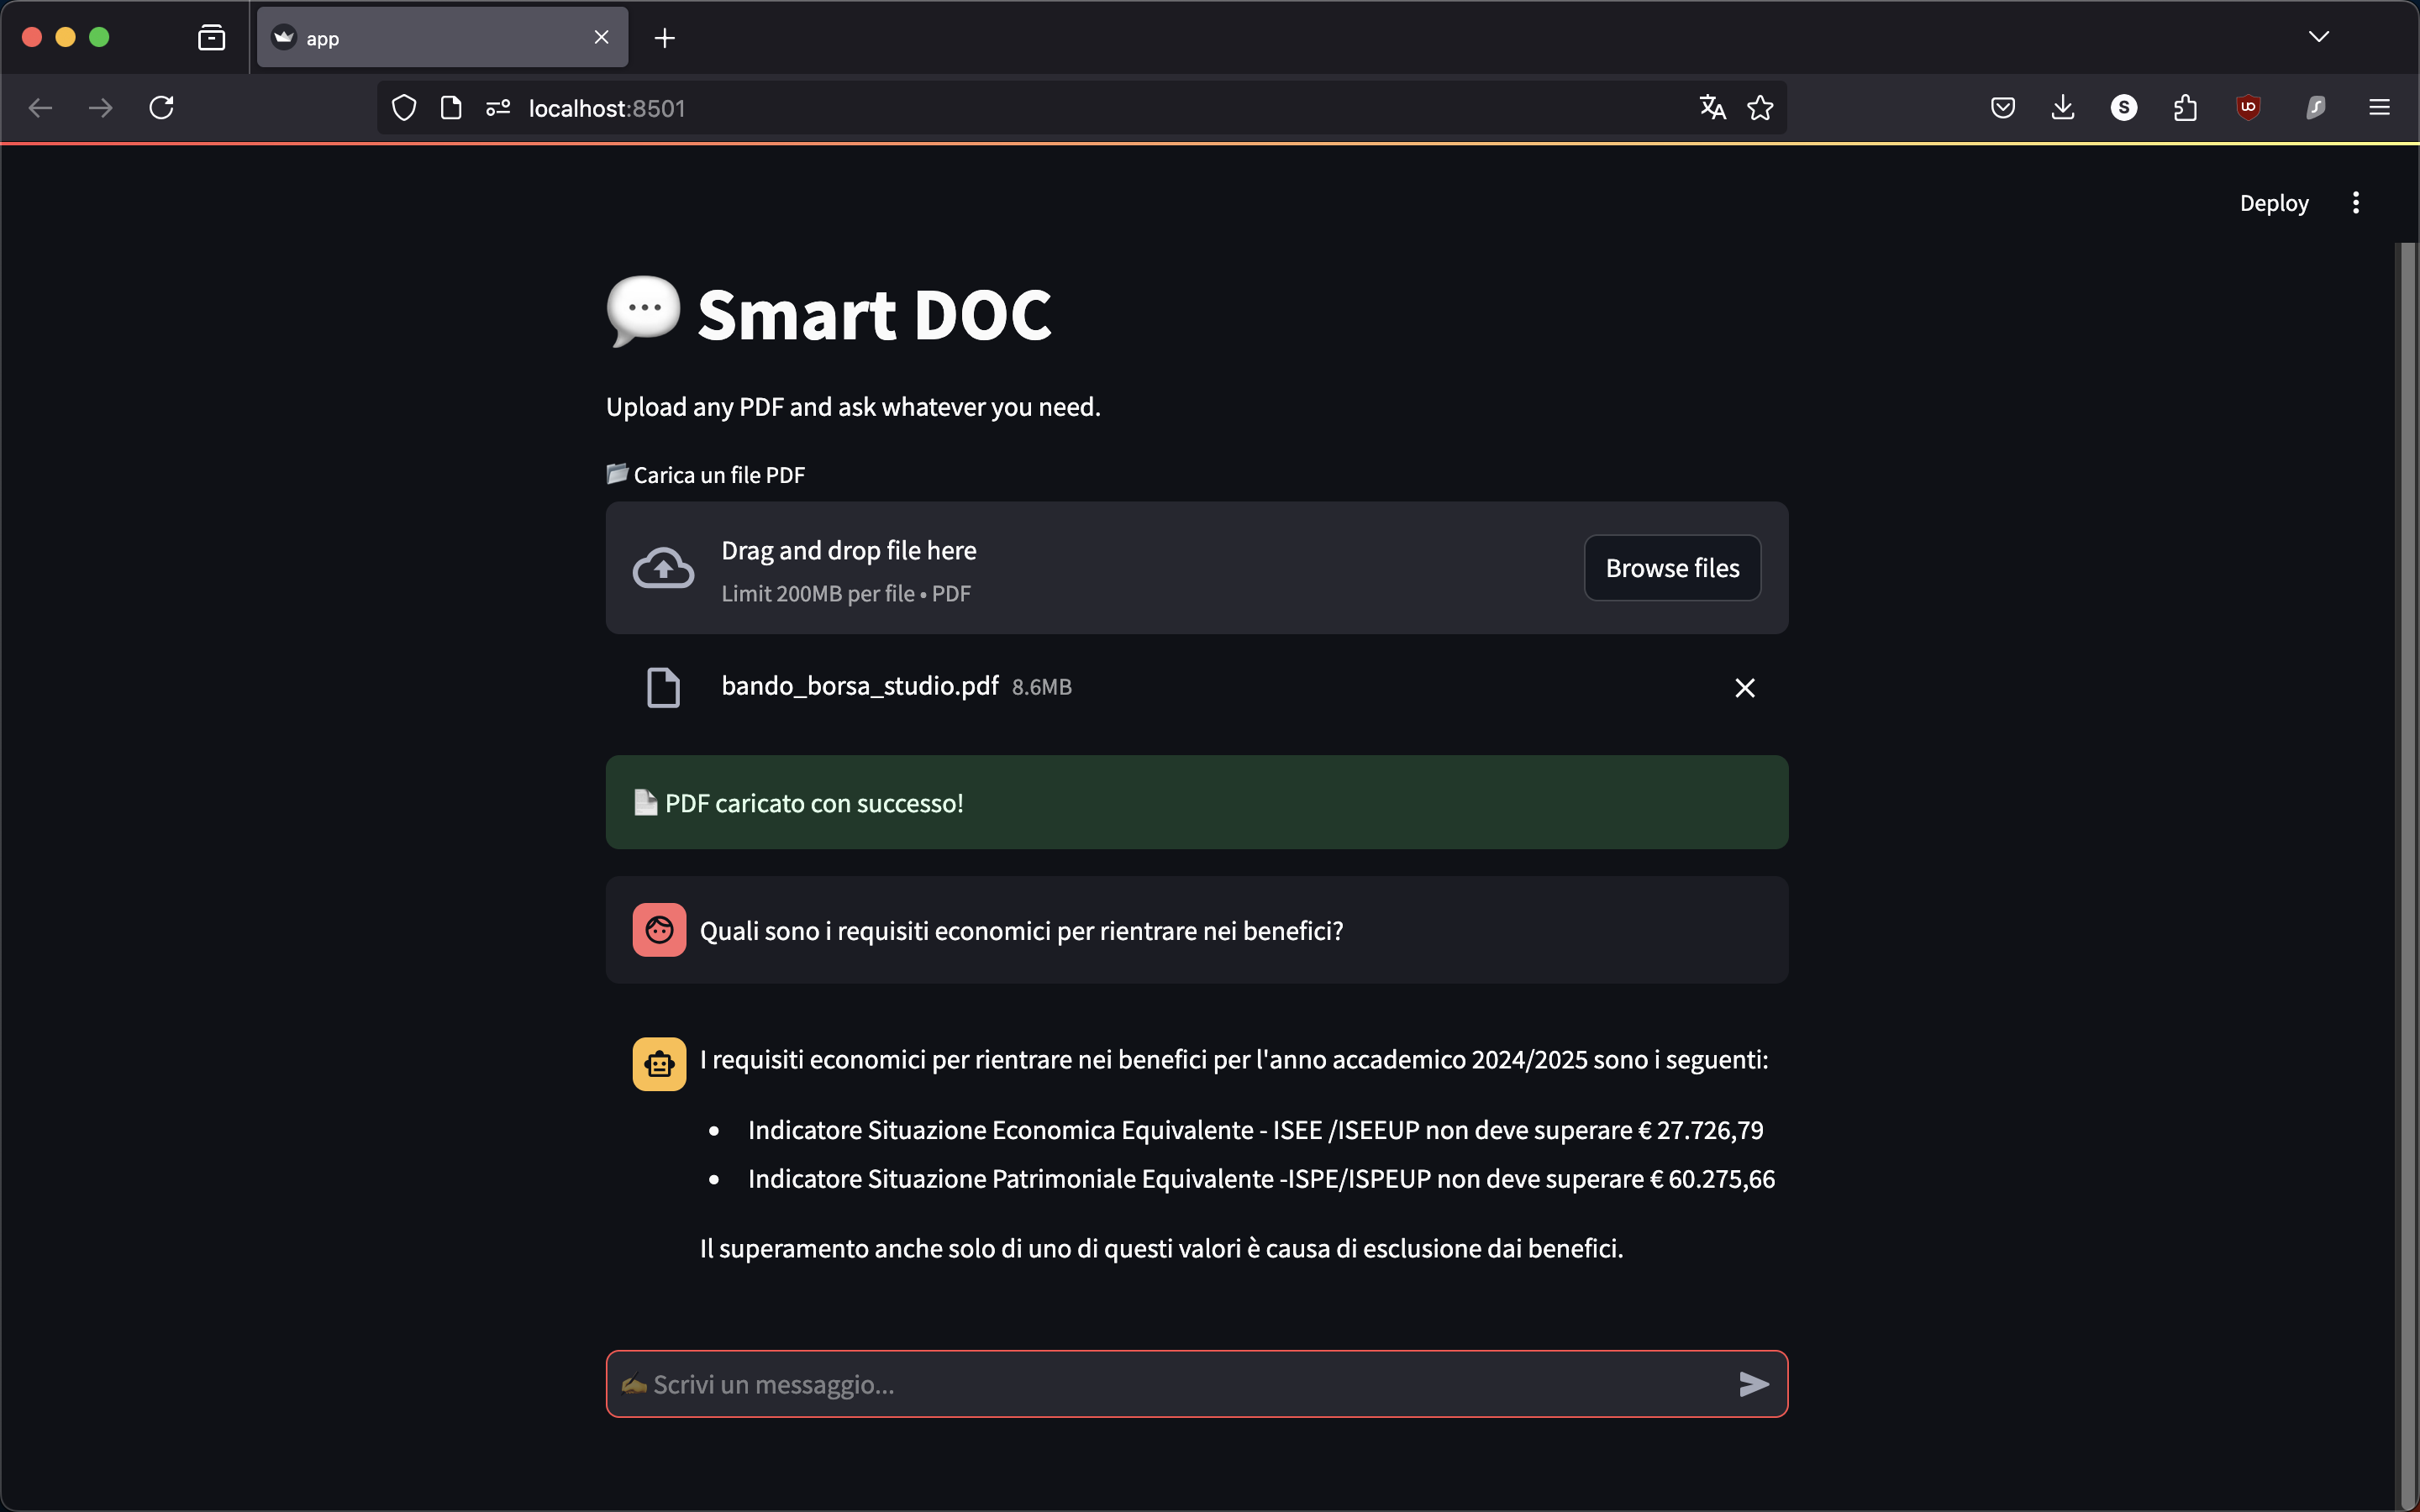 app
localhost:8501
Deploy
Smart DOC
Upload any PDF and ask whatever you need.
Carica un file PDF
Drag and drop file here
Limit 200MB per file • PDF
Browse files
bando_borsa_studio.pdf 8.6MB
PDF caricato con successo!
Quali sono i requisiti economici per rientrare nei benefici?
I requisiti economici per rientrare nei benefici per l'anno accademico 2024/2025 sono i seguenti:
• Indicatore Situazione Economica Equivalente - ISEE /ISEEUP non deve superare € 27.726,79
• Indicatore Situazione Patrimoniale Equivalente -ISPE/ISPEUP non deve superare € 60.275,66
Il superamento anche solo di uno di questi valori è causa di esclusione dai benefici.
✍️ Scrivi un messaggio...